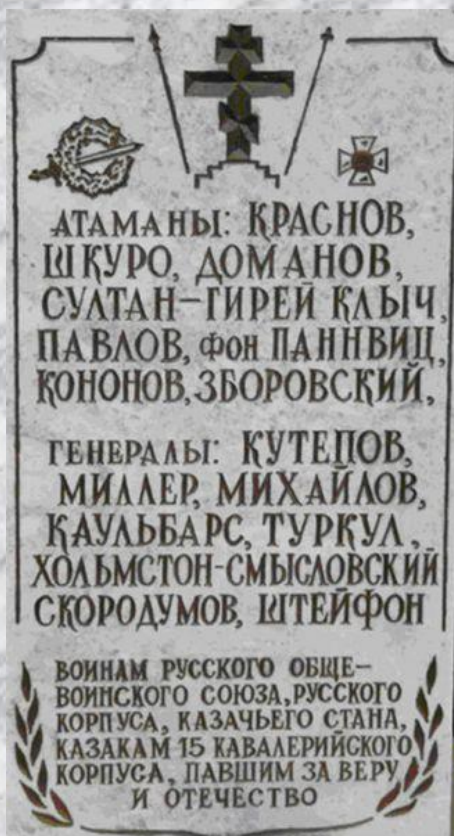 АТАМАНЫ: КРАСНОВ,
ШКУРО, ДОМАНОВ,
СУЛТАН-ГИРЕЙ КЛЫЧ,
ПАВЛОВ, фон ПАННВИЦ,
КОНОНОВ, ЗБОРОВСКИЙ,
ГЕНЕРАЛЫ: КУТЕПОВ,
МИЛЛЕР, МИХАЙЛОВ,
КАУЛЬБАРС, ТУРКУЛ,
ХОЛЬМСТОН-СМЫСЛОВСКИЙ
СКОРОДУМОВ, ШТЕЙФОН
ВОИНАМ РУССКОГО ОБЩЕ-
ВОИНСКОГО СОЮЗА, РУССКОГО
КОРПУСА, КАЗАЧЬЕГО СТАНА,
КАЗАКАМ 15 КАВАЛЕРИЙСКОГО
КОРПУСА, ПАВШИМ ЗА ВЕРУ
И ОТЕЧЕСТВО